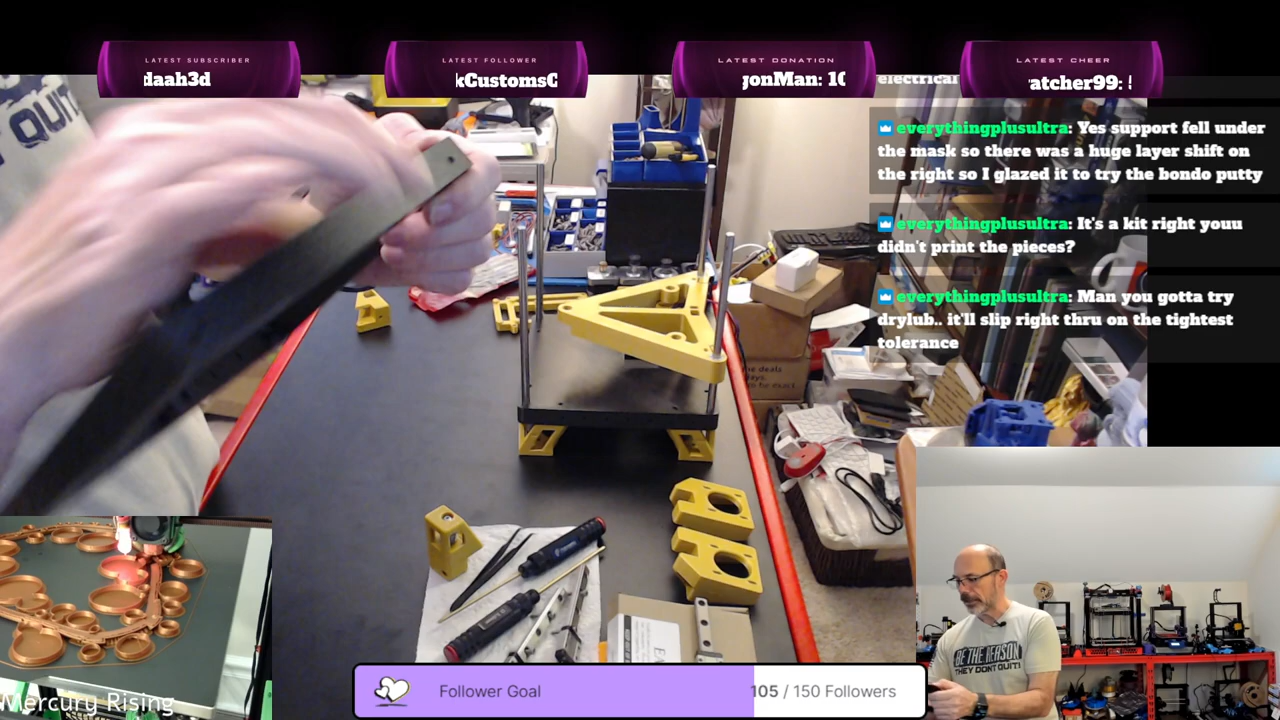 LATEST SUBSCRIBER
daah3d
LATEST FOLLOWER
kCustomsC
LATEST DONATION
gonMan: 10
LATEST CHEER
atcher99:
electrical
everythingplusultra: Yes support fell under
the mask so there was a huge layer shift on
the right so I glazed it to try the bondo putty
everythingplusultra: It's a kit right youu
didn't print the pieces?
everythingplusultra: Man you gotta try
drylub.. it'll slip right thru on the tightest
tolerance
QUIT
BE THE REASON
THEY DON'T QUIT!
Follower Goal
105 / 150 Followers
Mercury Rising